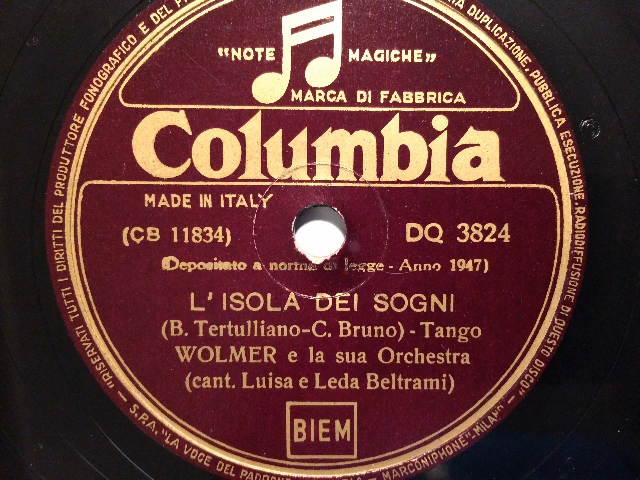 "NOTE MAGICHE"
MARCA DI FABBRICA
Columbia
MADE IN ITALY
(CB 11834)
DQ 3824
(Depositato a norma di legge - Anno 1947)
L'ISOLA DEI SOGNI
(B. Tertulliano-C. Bruno) - Tango
WOLMER e la sua Orchestra
(cant. Luisa e Leda Beltrami)
BIEM
"RISERVATI TUTTI I DIRITTI DEL PRODUTTORE FONOGRAFICO E DEL
DUPLICAZIONE, PUBBLICA ESECUZIONE, RADIODIFFUSIONE DI QUESTO DISCO"
— S.P.A. "LA VOCE DEL
MARCONIPHONE" - MILANO —